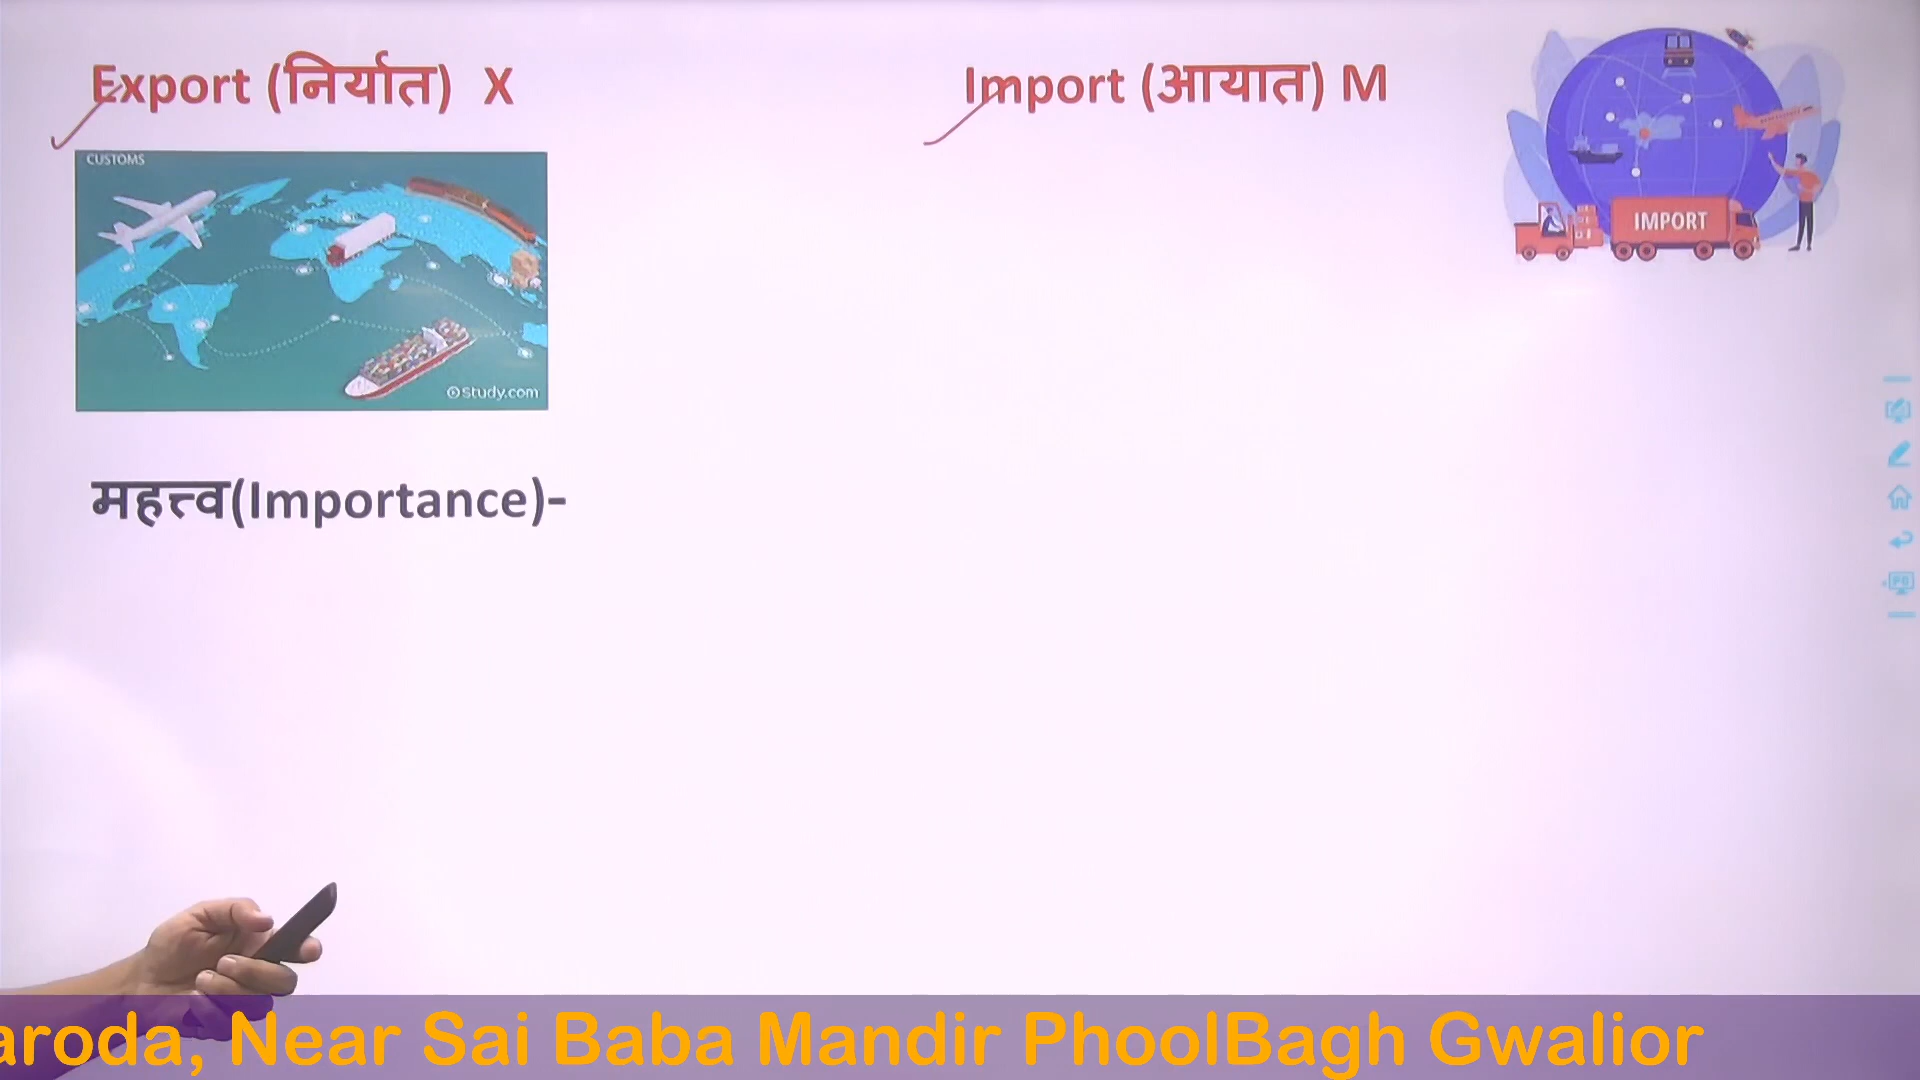 Export (निर्यात) X
Import (आयात) M
CUSTOMS
Study.com
IMPORT
महत्त्व(Importance)-
aroda, Near Sai Baba Mandir PhoolBagh Gwalior